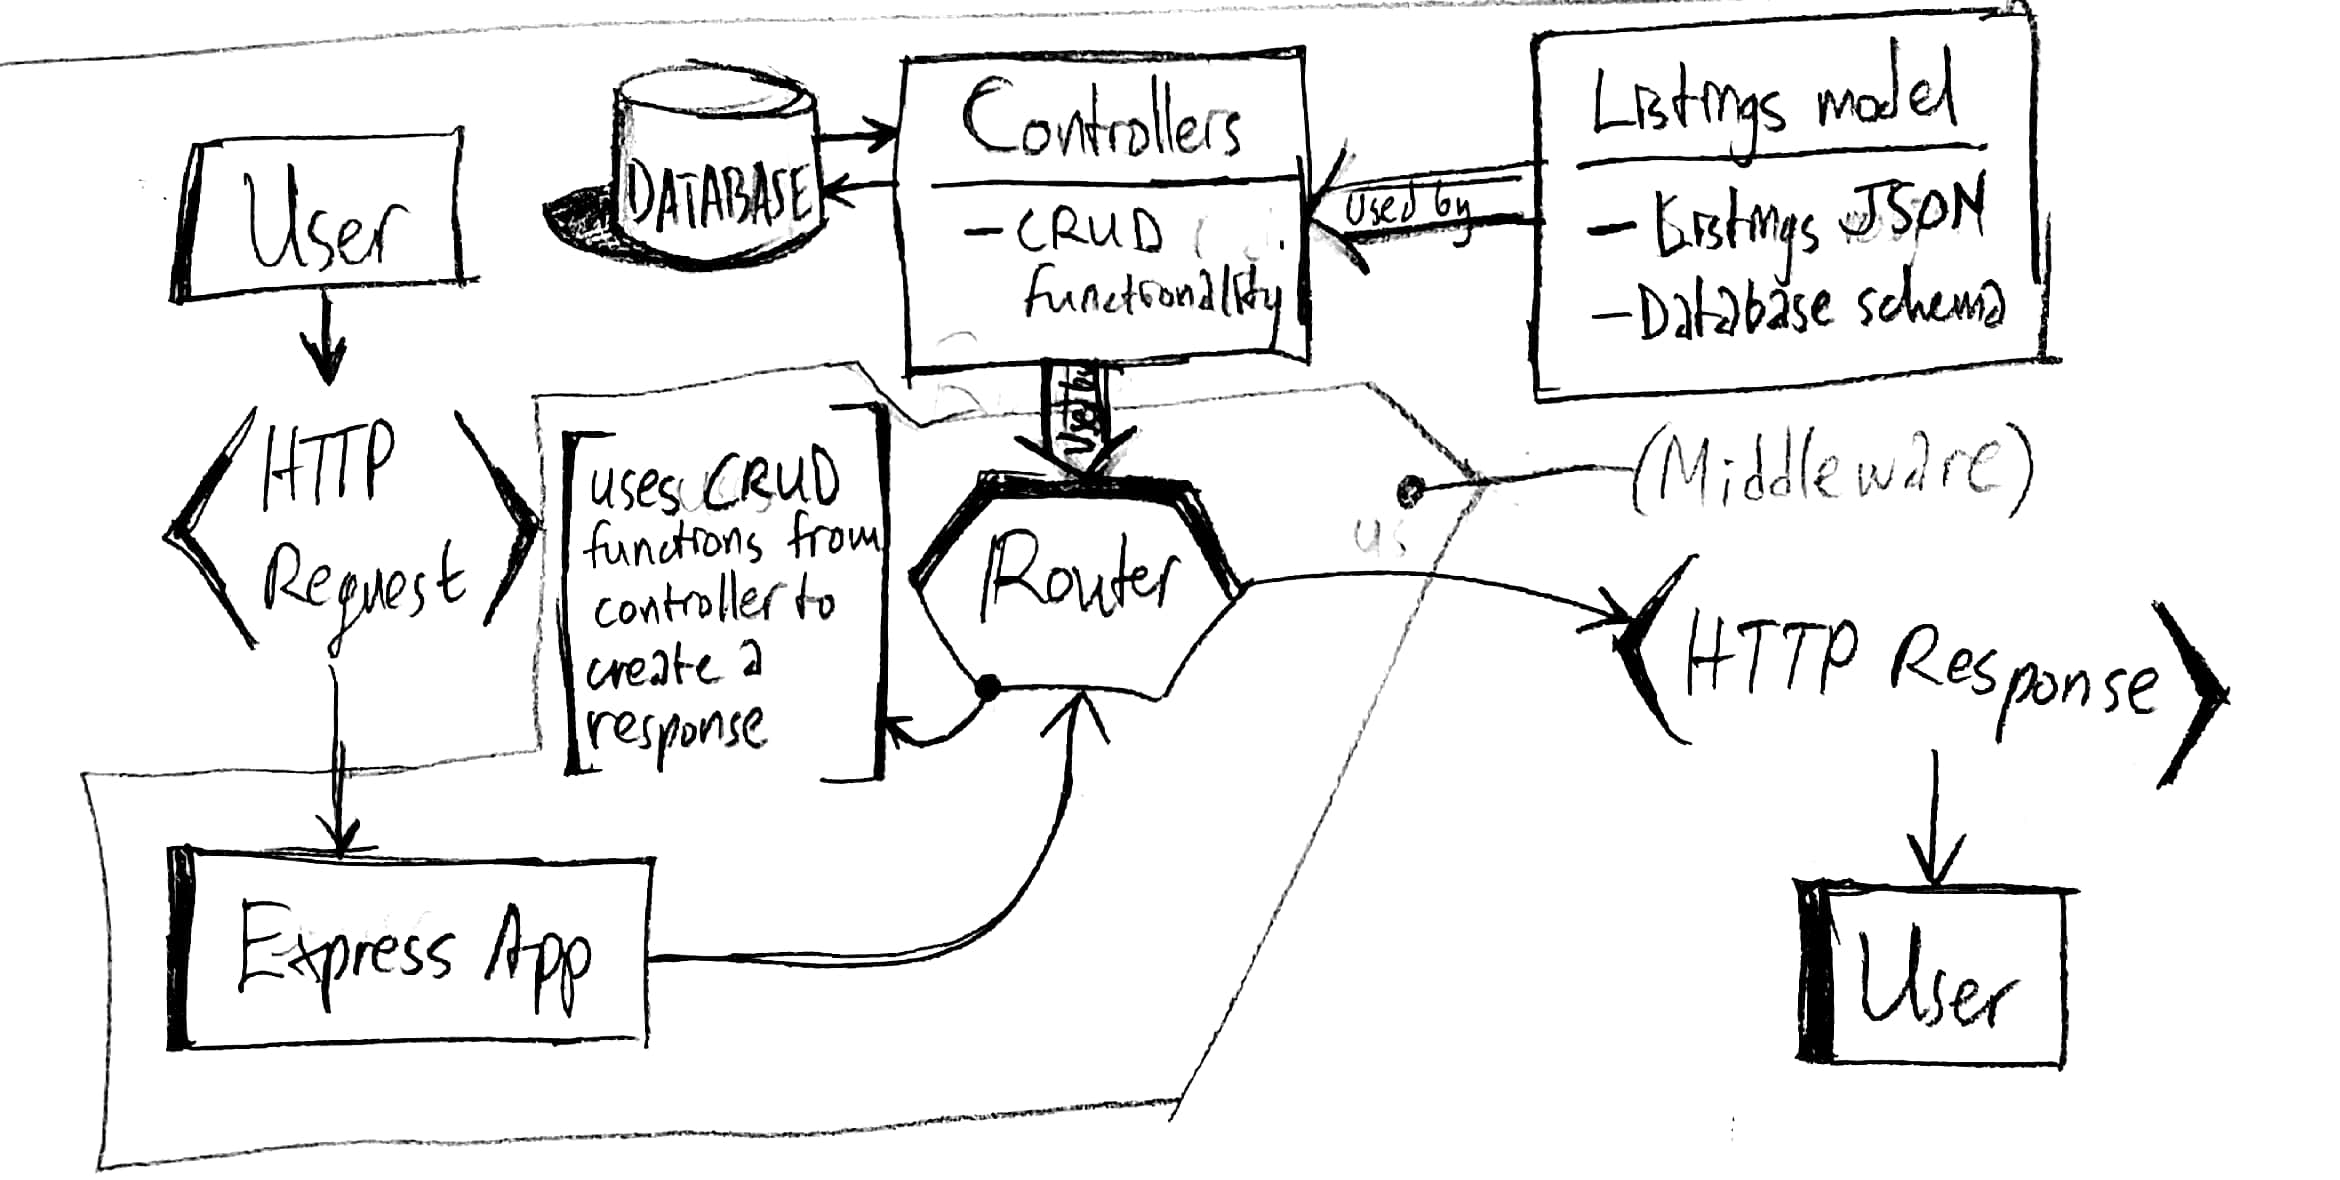 User
DATABASE
Controllers
- CRUD
functionality
used by
Listings model
- Listings JSON
- Database schema
HTTP
Request
uses CRUD
functions from
controller to
create a
response
Used by
Router
(Middleware)
us
HTTP Response
Express App
User